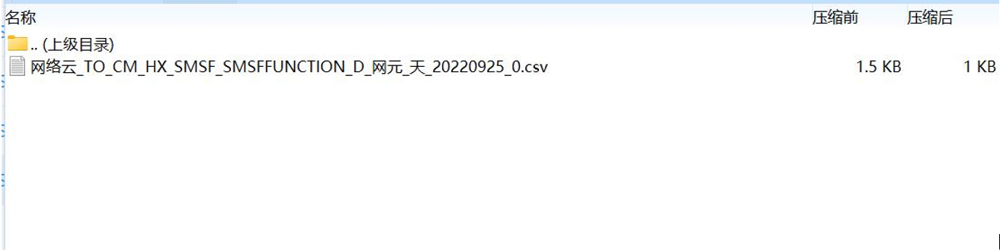 名称 压缩前 压缩后
.. (上级目录)
网络云_TO_CM_HX_SMSF_SMSFFUNCTION_D_网元_天_20220925_0.csv 1.5 KB 1 KB